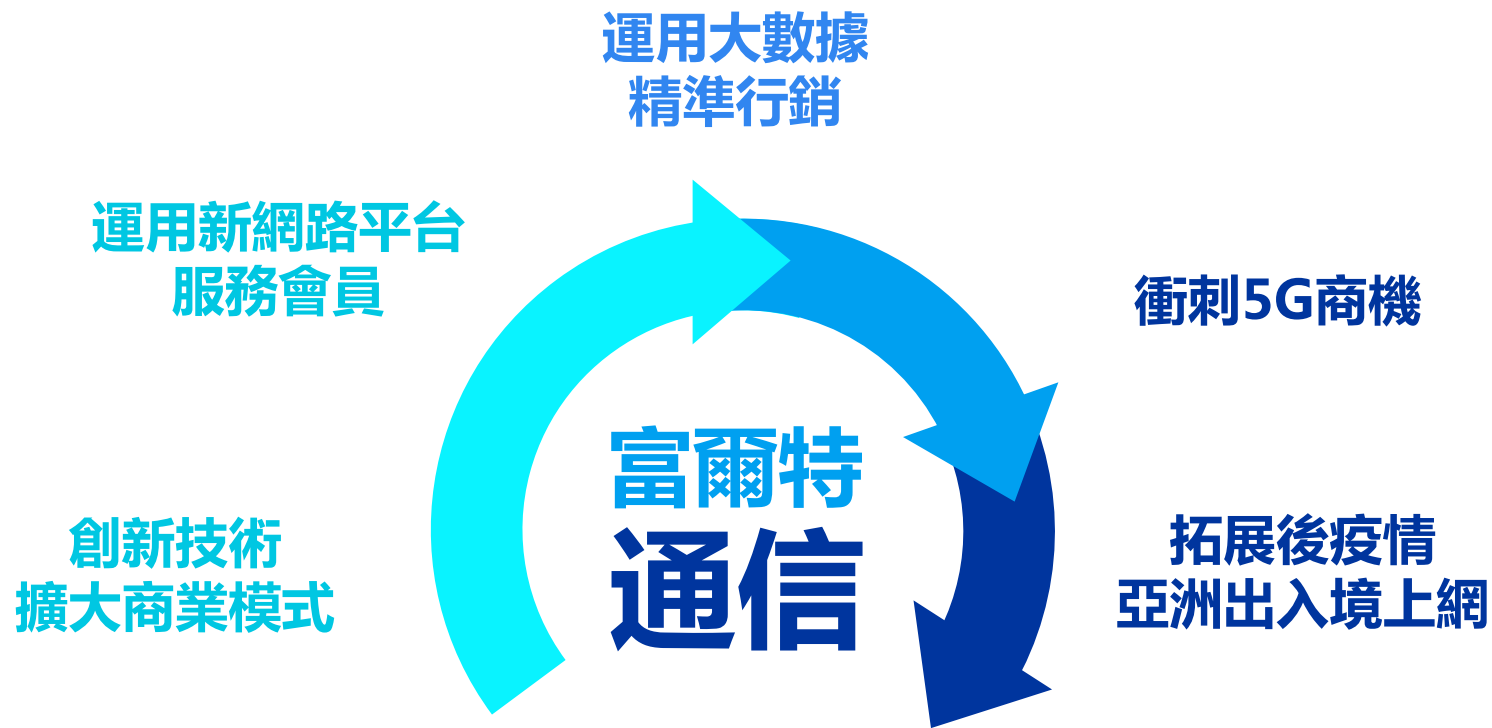 運用大數據
精準行銷
運用新網路平台
服務會員
衝刺5G商機
富爾特
通信
創新技術
擴大商業模式
拓展後疫情
亞洲出入境上網